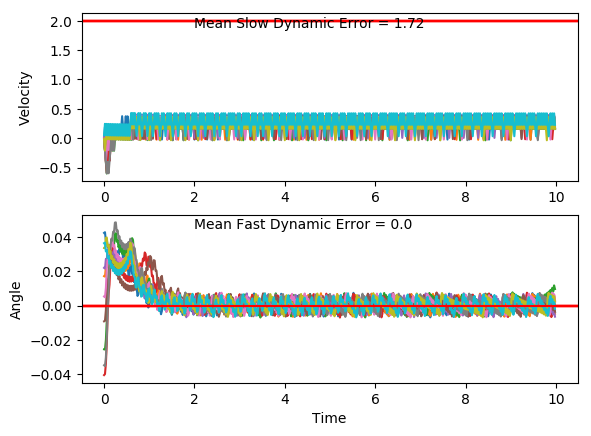 Mean Slow Dynamic Error = 1.72
2.0
1.5
1.0
0.5
0.0
−0.5
Velocity
0 2 4 6 8 10
Mean Fast Dynamic Error = 0.0
0.04
0.02
0.00
−0.02
−0.04
Angle
0 2 4 6 8 10
Time